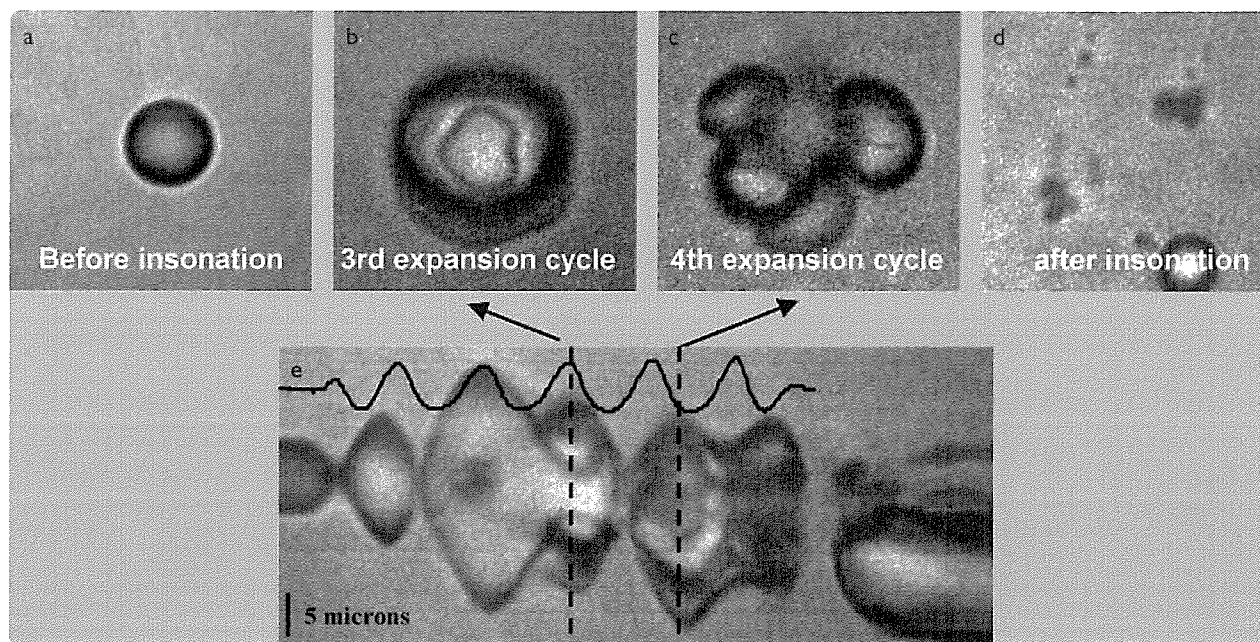 a
b
c
d
Before insonation
3rd expansion cycle
4th expansion cycle
after insonation
e
5 microns